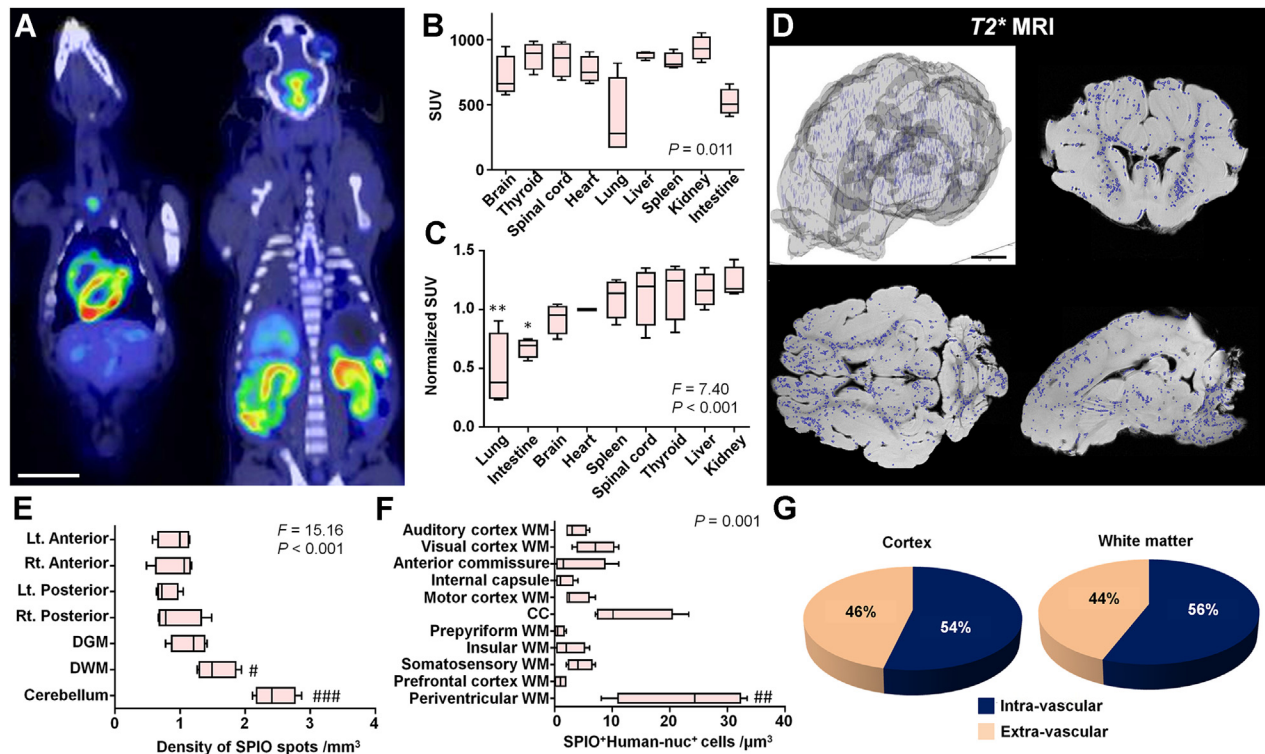 A
B
1000
500
0
SUV
P = 0.011
Brain
Thyroid
Spinal cord
Heart
Lung
Liver
Spleen
Kidney
Intestine
C
1.5
1.0
0.5
0.0
Normalized SUV
**
*
F = 7.40
P < 0.001
Lung
Intestine
Brain
Heart
Spleen
Spinal cord
Thyroid
Liver
Kidney
D
T2* MRI
E
F = 15.16
P < 0.001
Lt. Anterior
Rt. Anterior
Lt. Posterior
Rt. Posterior
DGM
DWM
#
Cerebellum
###
0 1 2 3 4
Density of SPIO spots /mm³
F
P = 0.001
Auditory cortex WM
Visual cortex WM
Anterior commissure
Internal capsule
Motor cortex WM
CC
Prepyriform WM
Insular WM
Somatosensory WM
Prefrontal cortex WM
Periventricular WM
##
0 10 20 30 40
SPIO⁺Human-nuc⁺ cells /µm³
G
Cortex
White matter
46%
54%
44%
56%
Intra-vascular
Extra-vascular